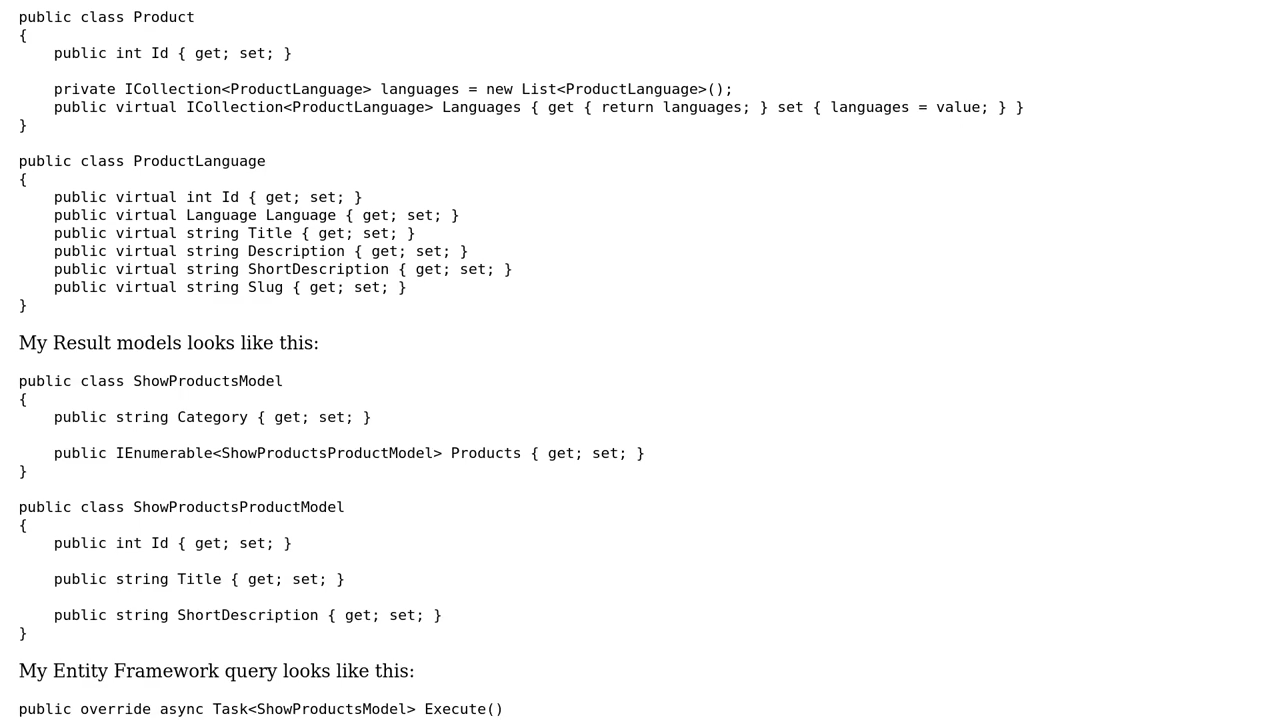 public class Product
{
    public int Id { get; set; }

    private ICollection<ProductLanguage> languages = new List<ProductLanguage>();
    public virtual ICollection<ProductLanguage> Languages { get { return languages; } set { languages = value; } }
}

public class ProductLanguage
{
    public virtual int Id { get; set; }
    public virtual Language Language { get; set; }
    public virtual string Title { get; set; }
    public virtual string Description { get; set; }
    public virtual string ShortDescription { get; set; }
    public virtual string Slug { get; set; }
}
My Result models looks like this:
public class ShowProductsModel
{
    public string Category { get; set; }

    public IEnumerable<ShowProductsProductModel> Products { get; set; }
}

public class ShowProductsProductModel
{
    public int Id { get; set; }

    public string Title { get; set; }

    public string ShortDescription { get; set; }
}
My Entity Framework query looks like this:
public override async Task<ShowProductsModel> Execute()